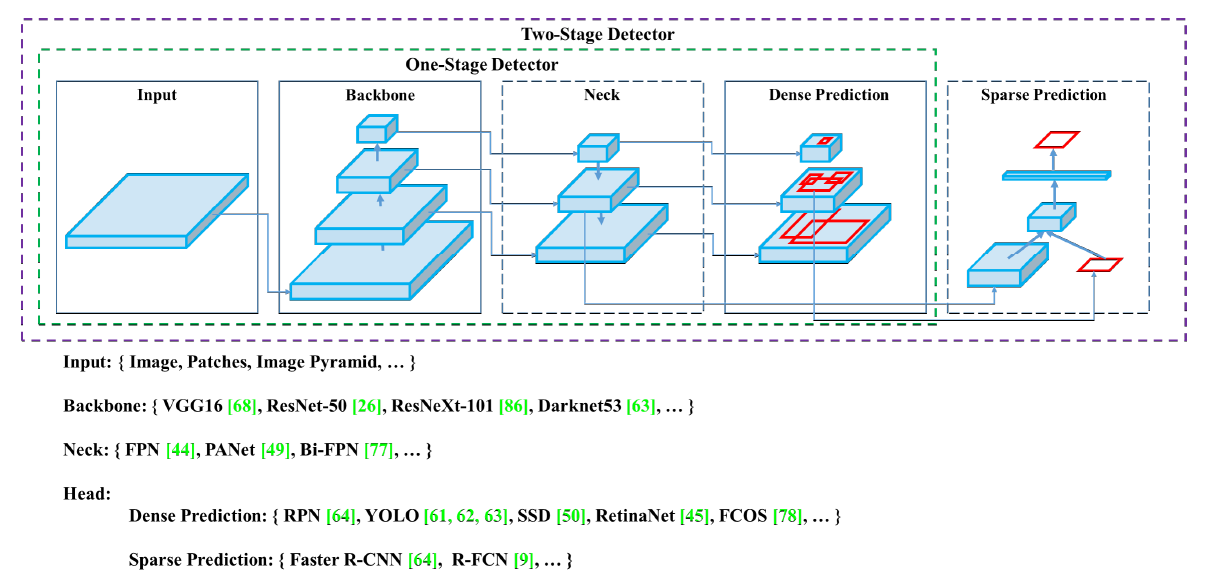 Two-Stage Detector
One-Stage Detector
Input
Backbone
Neck
Dense Prediction
Sparse Prediction
Input: { Image, Patches, Image Pyramid, … }
Backbone: { VGG16 [68], ResNet-50 [26], ResNeXt-101 [86], Darknet53 [63], … }
Neck: { FPN [44], PANet [49], Bi-FPN [77], … }
Head:
Dense Prediction: { RPN [64], YOLO [61, 62, 63], SSD [50], RetinaNet [45], FCOS [78], … }
Sparse Prediction: { Faster R-CNN [64], R-FCN [9], … }